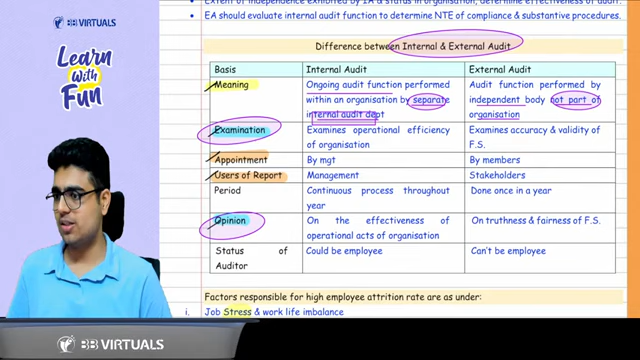 BB VIRTUALS
Learn
With
Fun
Extent of independence exhibited by IA & status in organisation, determine effectiveness of audit.
• EA should evaluate internal audit function to determine NTE of compliance & substantive procedures.
Difference between Internal & External Audit
Basis Internal Audit External Audit
Meaning Ongoing audit function performed within an organisation by separate internal audit dept Audit function performed by independent body not part of organisation
Examination Examines operational efficiency of organisation Examines accuracy & validity of F.S.
Appointment By mgt By members
Users of Report Management Stakeholders
Period Continuous process throughout year Done once in a year
Opinion On the effectiveness of operational acts of organisation On truthness & fairness of F.S.
Status of Auditor Could be employee Can't be employee
Factors responsible for high employee attrition rate are as under:
i. Job Stress & work life imbalance
BB VIRTUALS
BB VIRTUALS